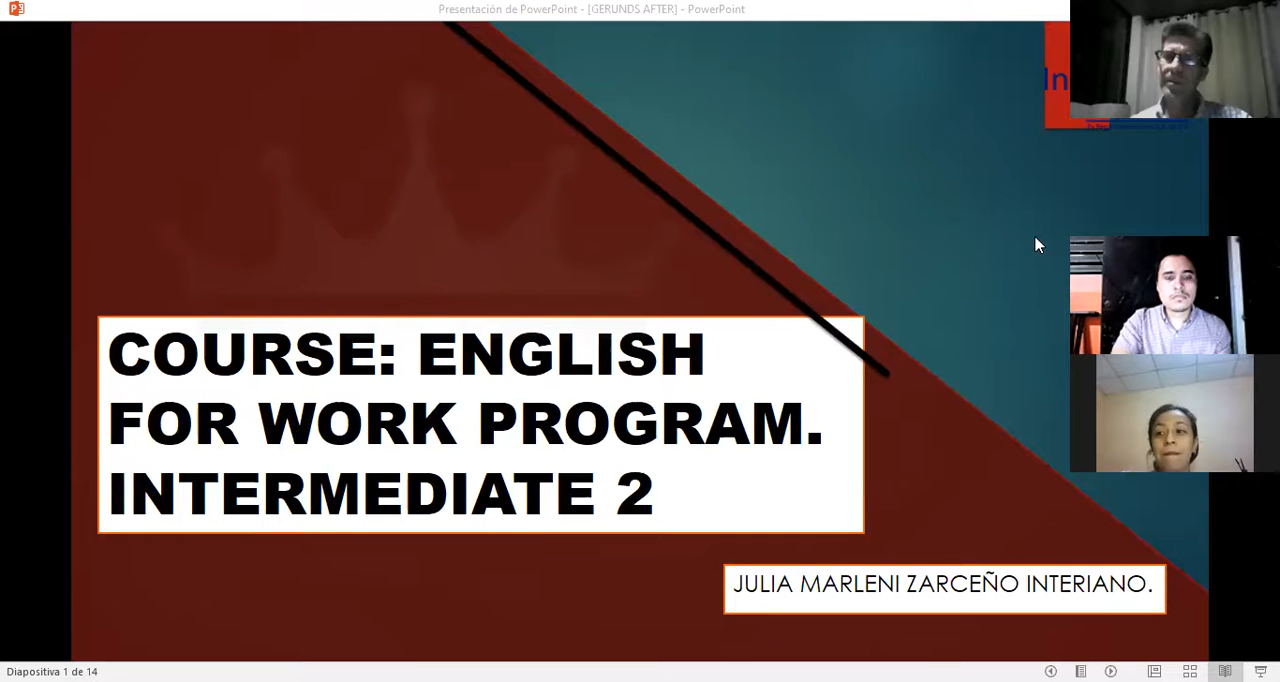 Presentación de PowerPoint - [GERUNDS AFTER] - PowerPoint
In
COURSE: ENGLISH
FOR WORK PROGRAM.
INTERMEDIATE 2
JULIA MARLENI ZARCEÑO INTERIANO.
Diapositiva 1 de 14